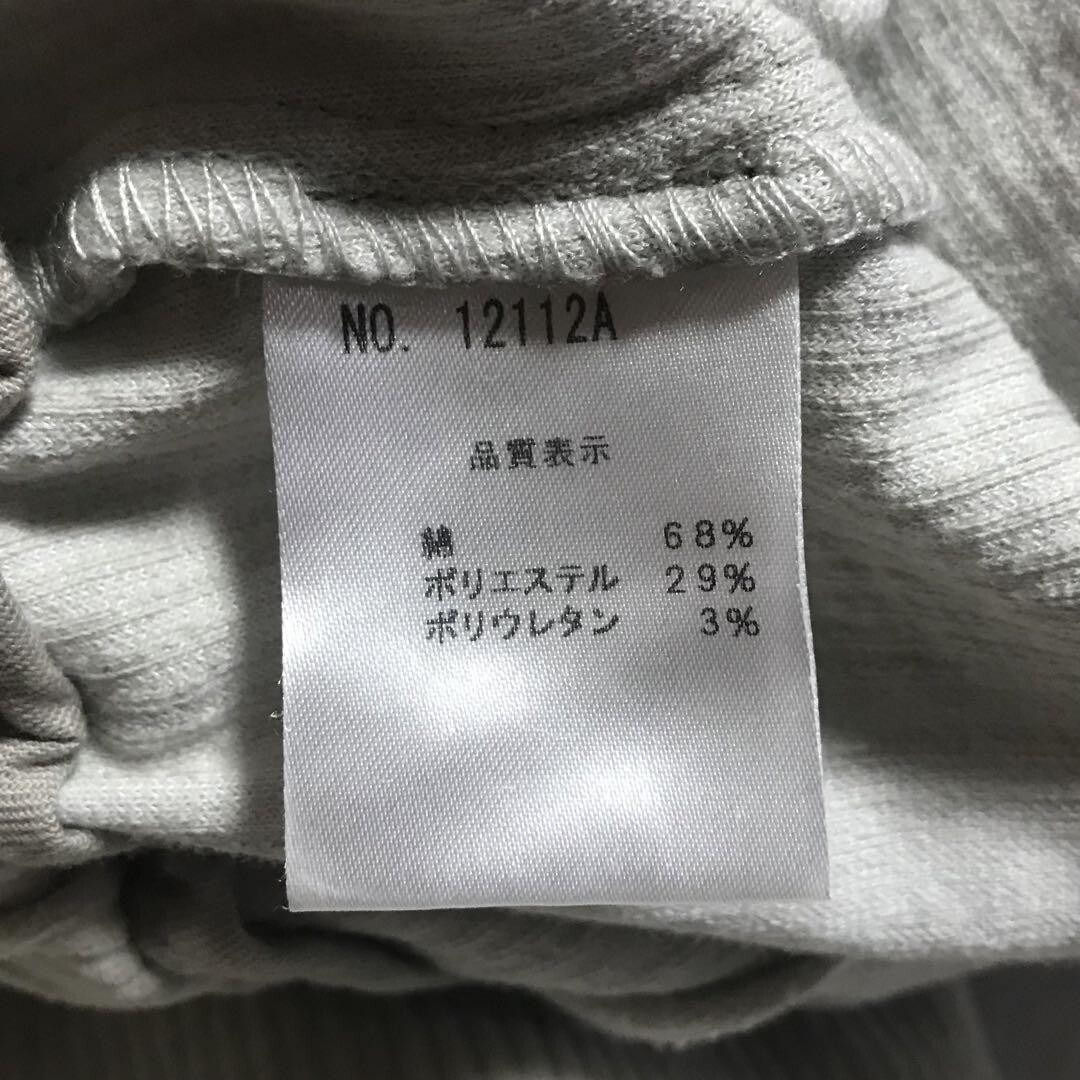 NO. 12112A
品質表示
綿 68%
ポリエステル 29%
ポリウレタン 3%